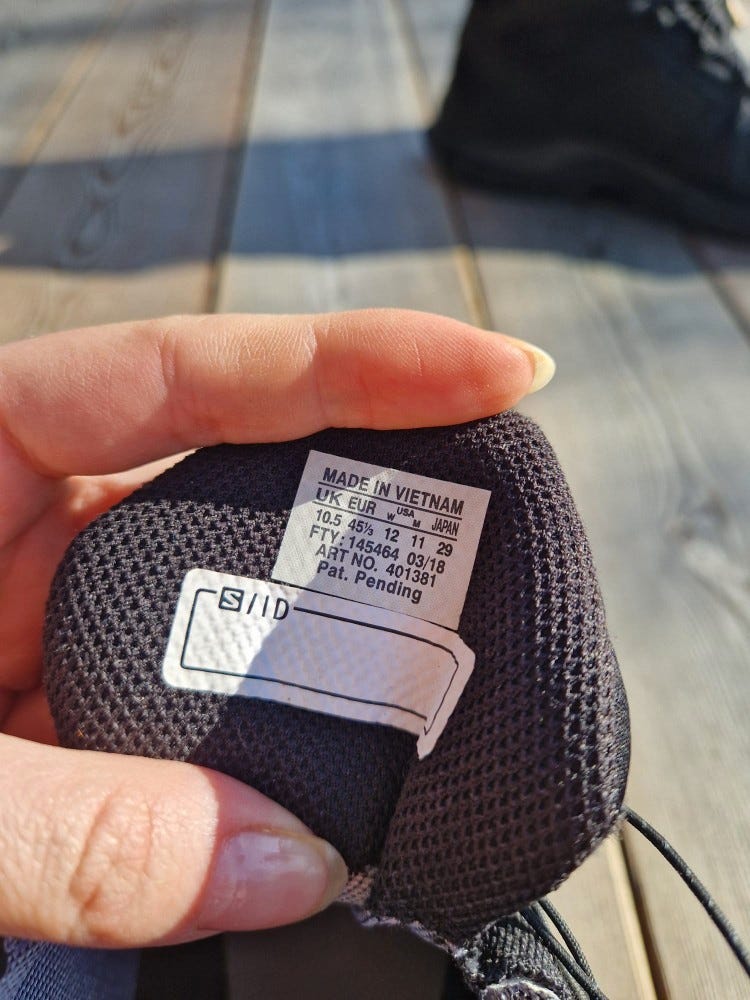 MADE IN VIETNAM
UK EUR W USA M JAPAN
10.5 45⅓ 12 11 29
FTY: 145464 03/18
ART NO. 401381
Pat. Pending
S/ID